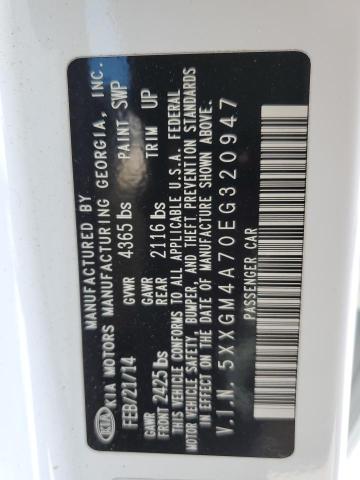 KIA
MANUFACTURED BY
KIA MOTORS MANUFACTURING GEORGIA, INC.
FEB/21/14 GVWR 4365 lbs PAINT SWP
GAWR FRONT 2425 lbs GAWR REAR 2116 lbs TRIM UP
THIS VEHICLE CONFORMS TO ALL APPLICABLE U.S.A. FEDERAL
MOTOR VEHICLE SAFETY, BUMPER, AND THEFT PREVENTION STANDARDS
IN EFFECT ON THE DATE OF MANUFACTURE SHOWN ABOVE.
V.I.N. 5XXGM4A70EG320947
PASSENGER CAR